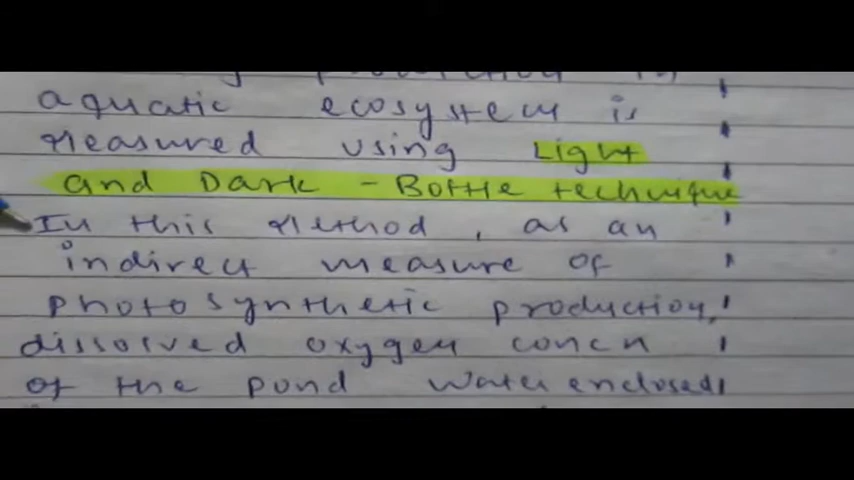 aquatic ecosystem is
measured using Light
and Dark - Bottle technique
In this method, as an
indirect measure of
photosynthetic production,
dissolved oxygen concn
of the pond water enclosed